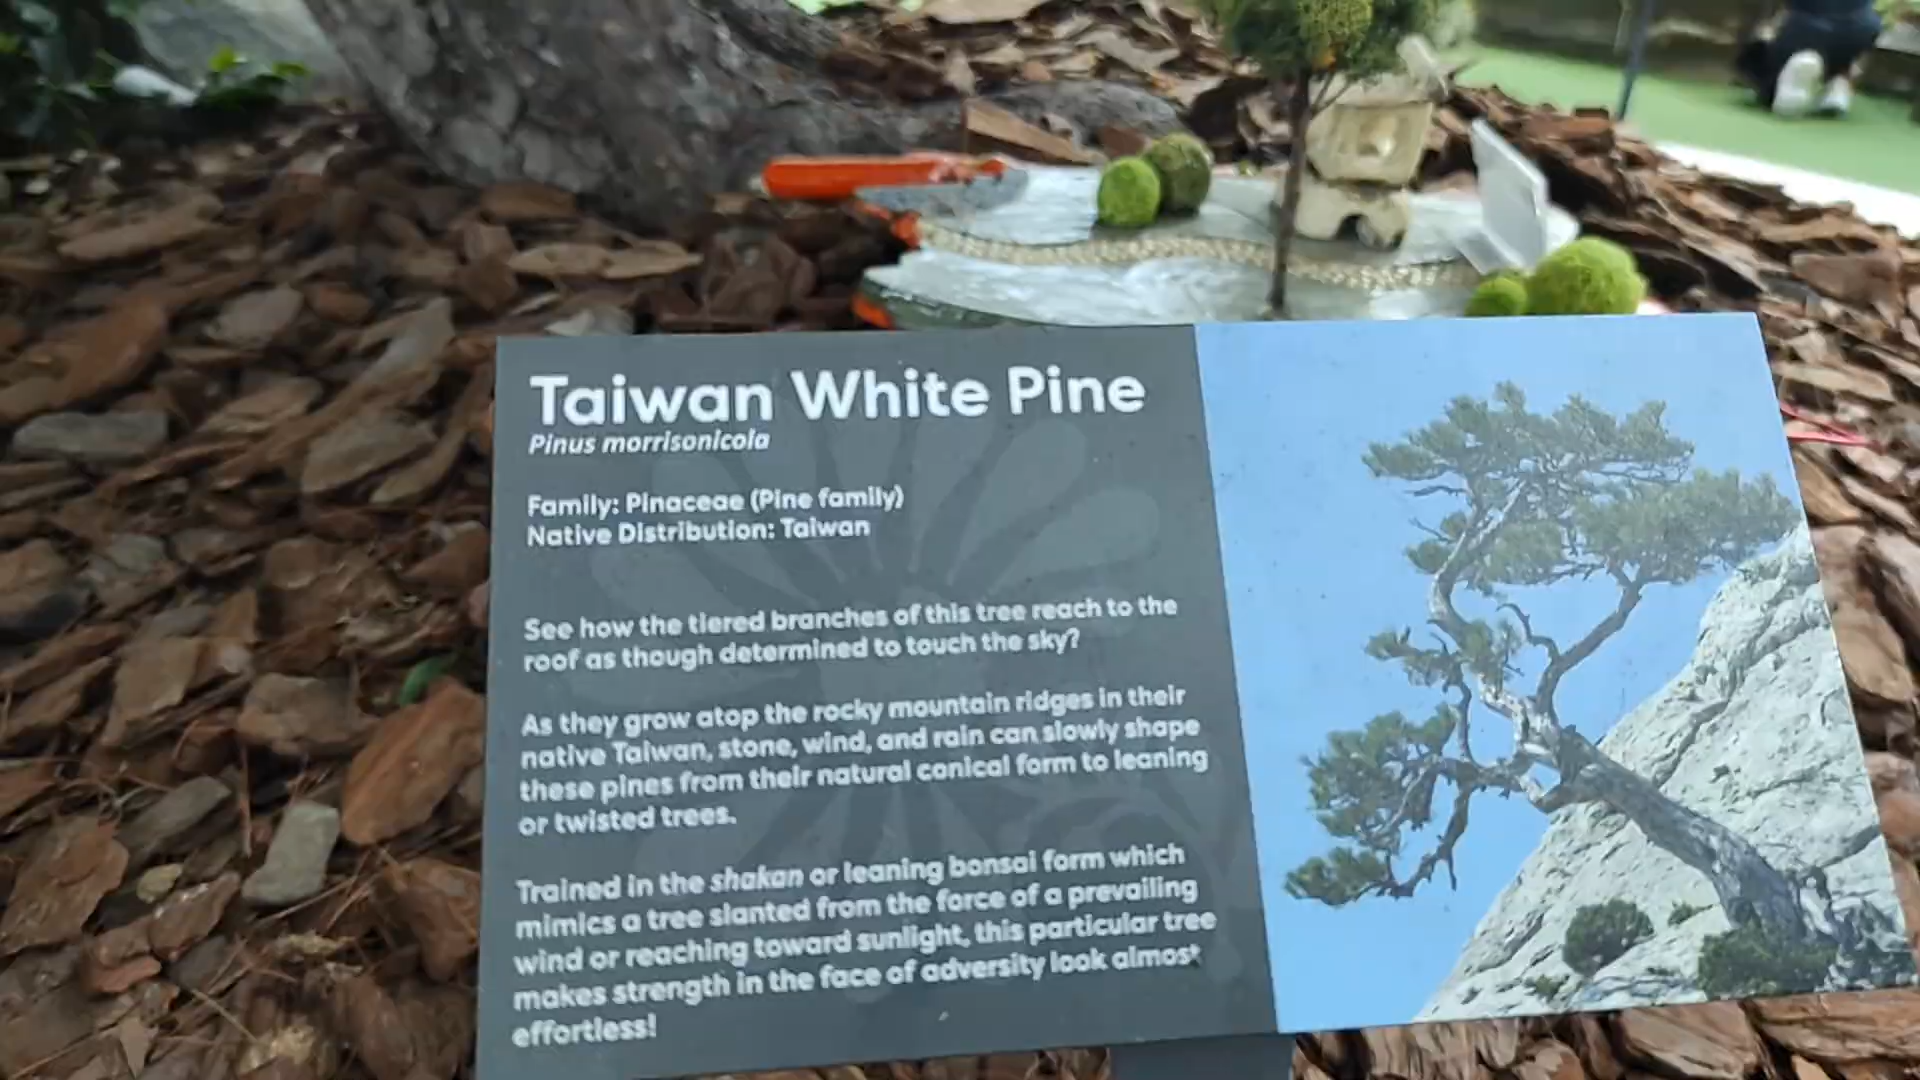 Taiwan White Pine
Pinus morrisonicola
Family: Pinaceae (Pine family)
Native Distribution: Taiwan
See how the tiered branches of this tree reach to the
roof as though determined to touch the sky?
As they grow atop the rocky mountain ridges in their
native Taiwan, stone, wind, and rain can slowly shape
these pines from their natural conical form to leaning
or twisted trees.
Trained in the shakan or leaning bonsai form which
mimics a tree slanted from the force of a prevailing
wind or reaching toward sunlight, this particular tree
makes strength in the face of adversity look almost
effortless!